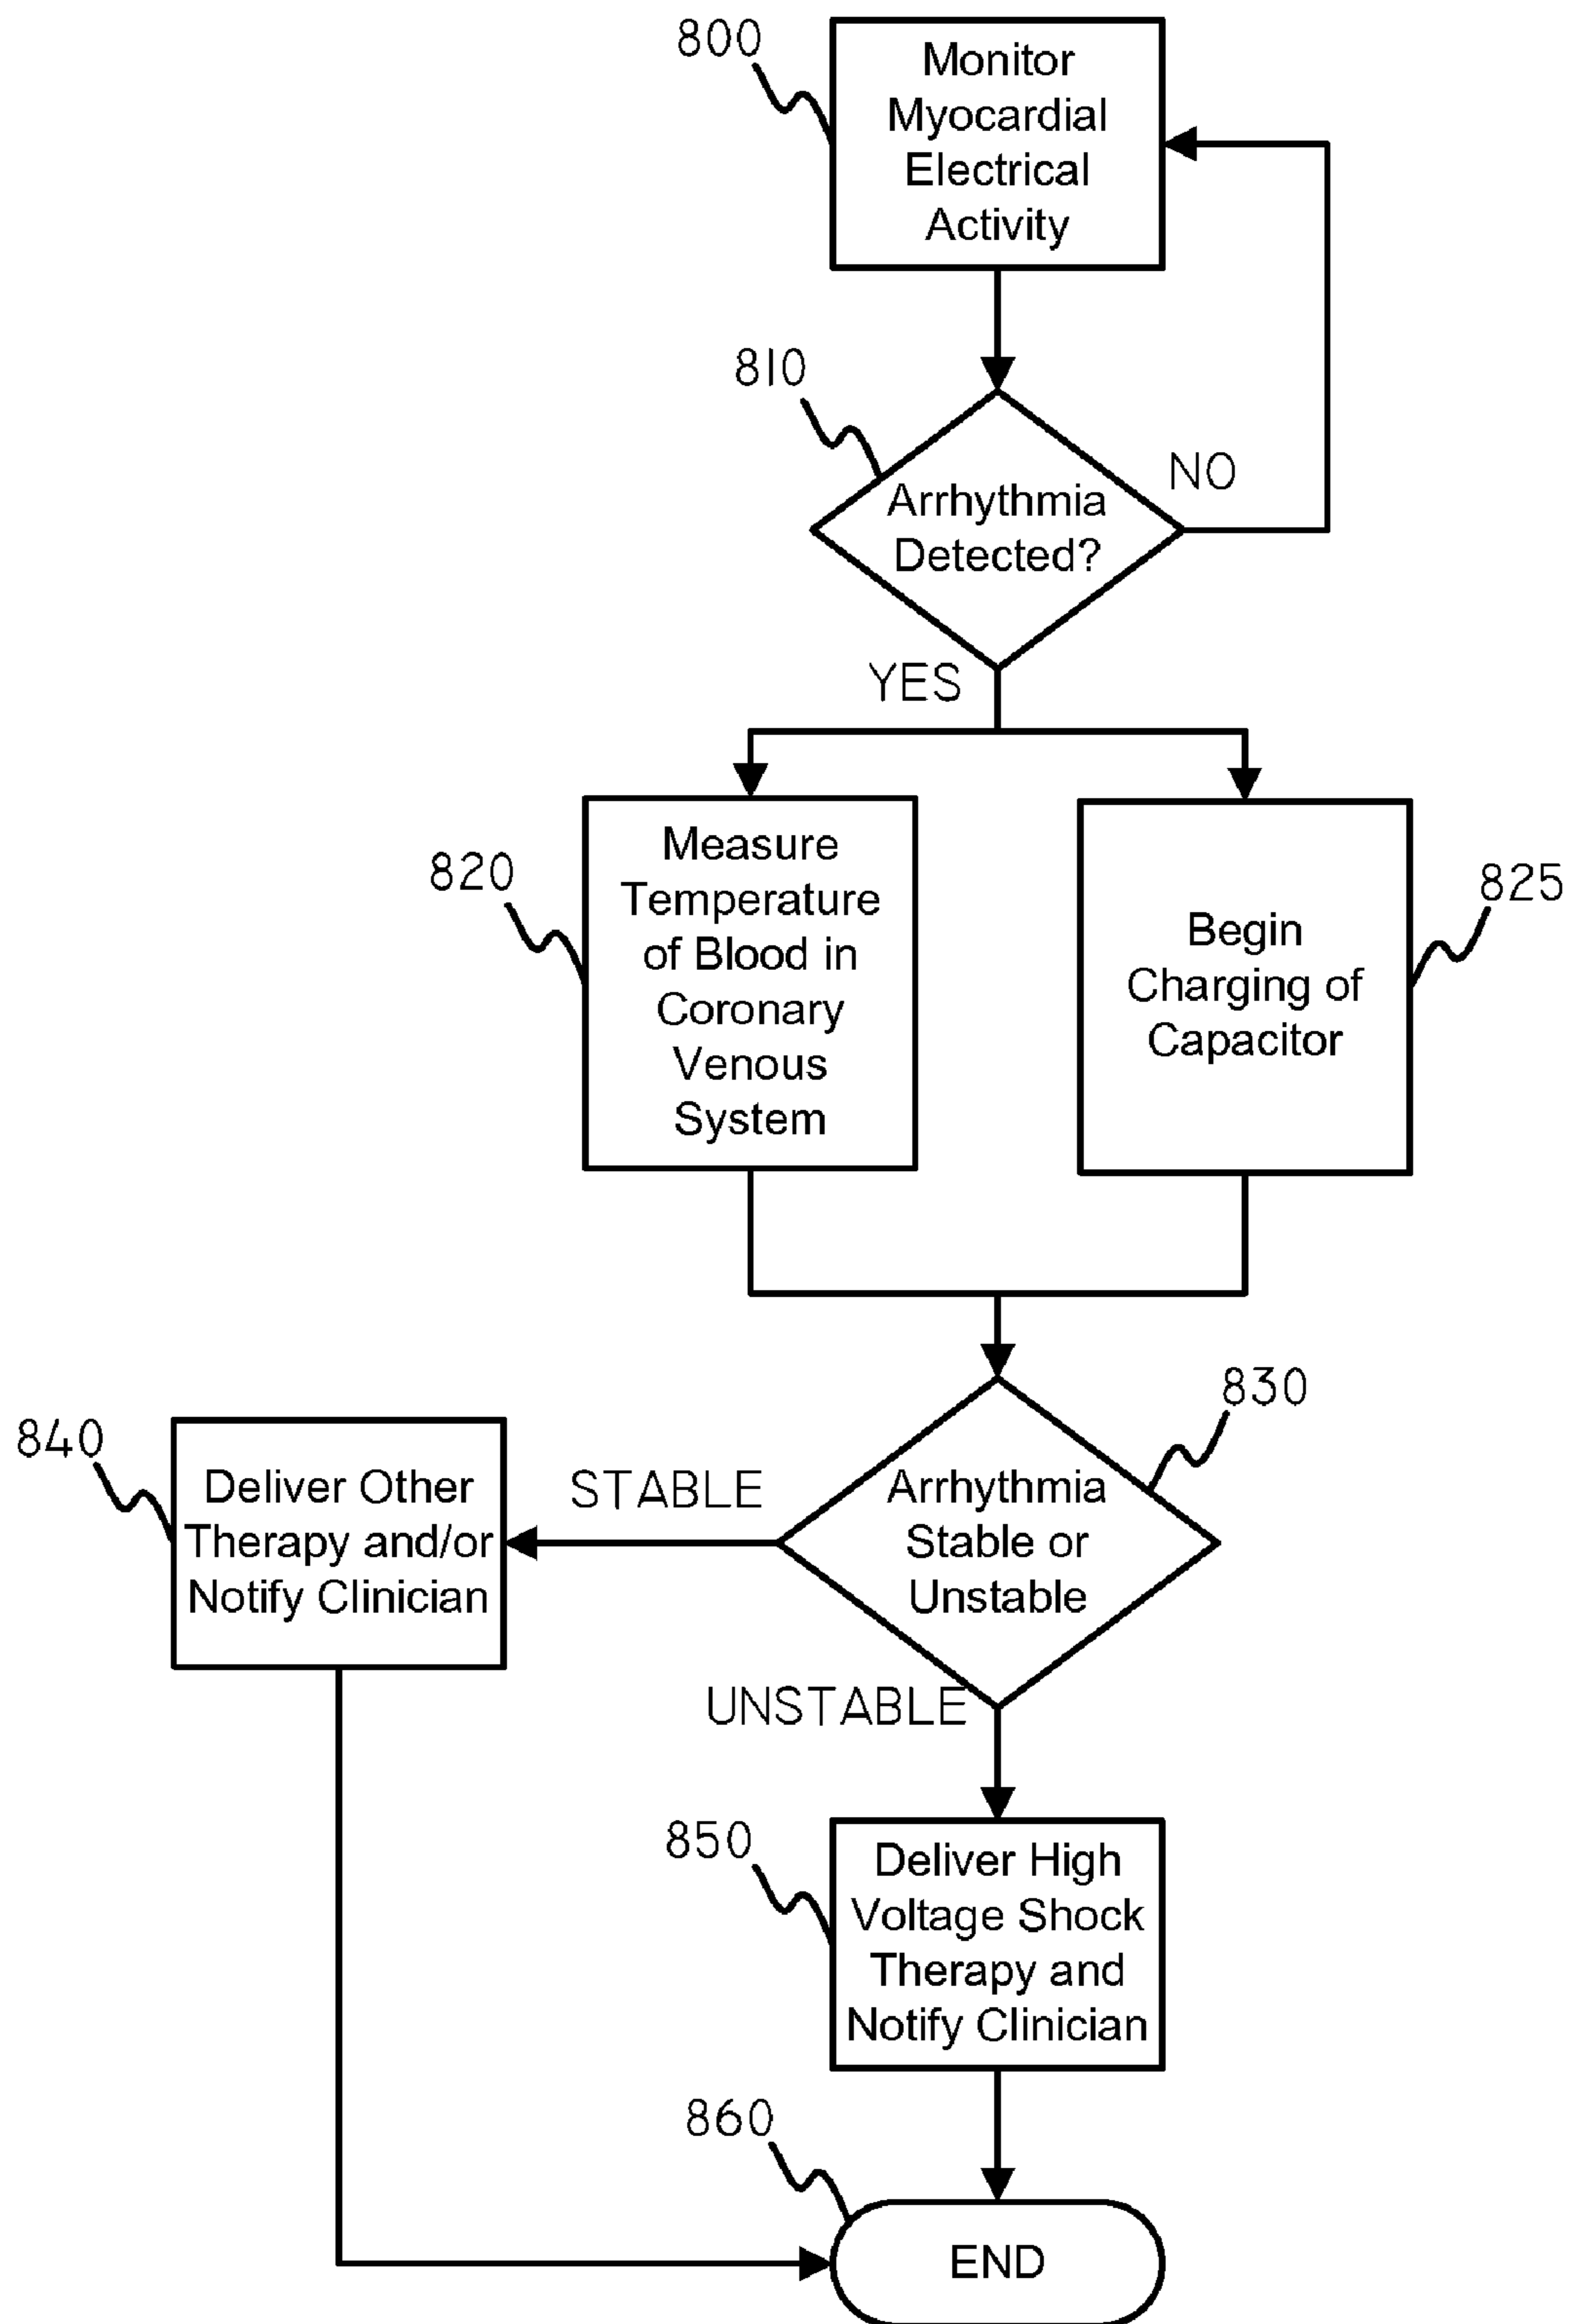 800
Monitor
Myocardial
Electrical
Activity
810
Arrhythmia
Detected?
NO
YES
820
Measure
Temperature
of Blood in
Coronary
Venous
System
825
Begin
Charging of
Capacitor
830
Arrhythmia
Stable or
Unstable
STABLE
840
Deliver Other
Therapy and/or
Notify Clinician
UNSTABLE
850
Deliver High
Voltage Shock
Therapy and
Notify Clinician
860
END